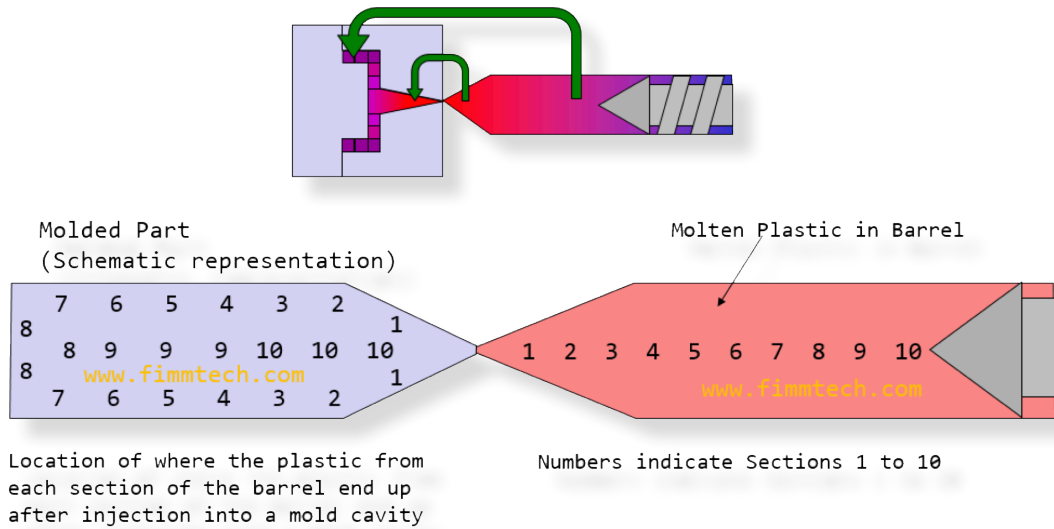 Molded Part
(Schematic representation)
Molten Plastic in Barrel
7 6 5 4 3 2
8 1
8 9 9 9 10 10 10
8 1
www.fimmtech.com
7 6 5 4 3 2
1 2 3 4 5 6 7 8 9 10
www.fimmtech.com
Location of where the plastic from
each section of the barrel end up
after injection into a mold cavity
Numbers indicate Sections 1 to 10